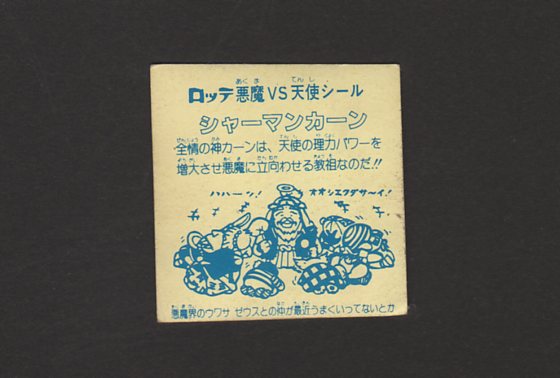 ロッテ悪魔VS天使シール
シャーマンカーン
全情の神カーンは、天使の理力パワーを
増大させ悪魔に立向わせる教祖なのだ!!
ハハーッ! オオシエクダサ〜イ!
悪魔界のウワサ ゼウスとの仲が最近うまくいってないとか